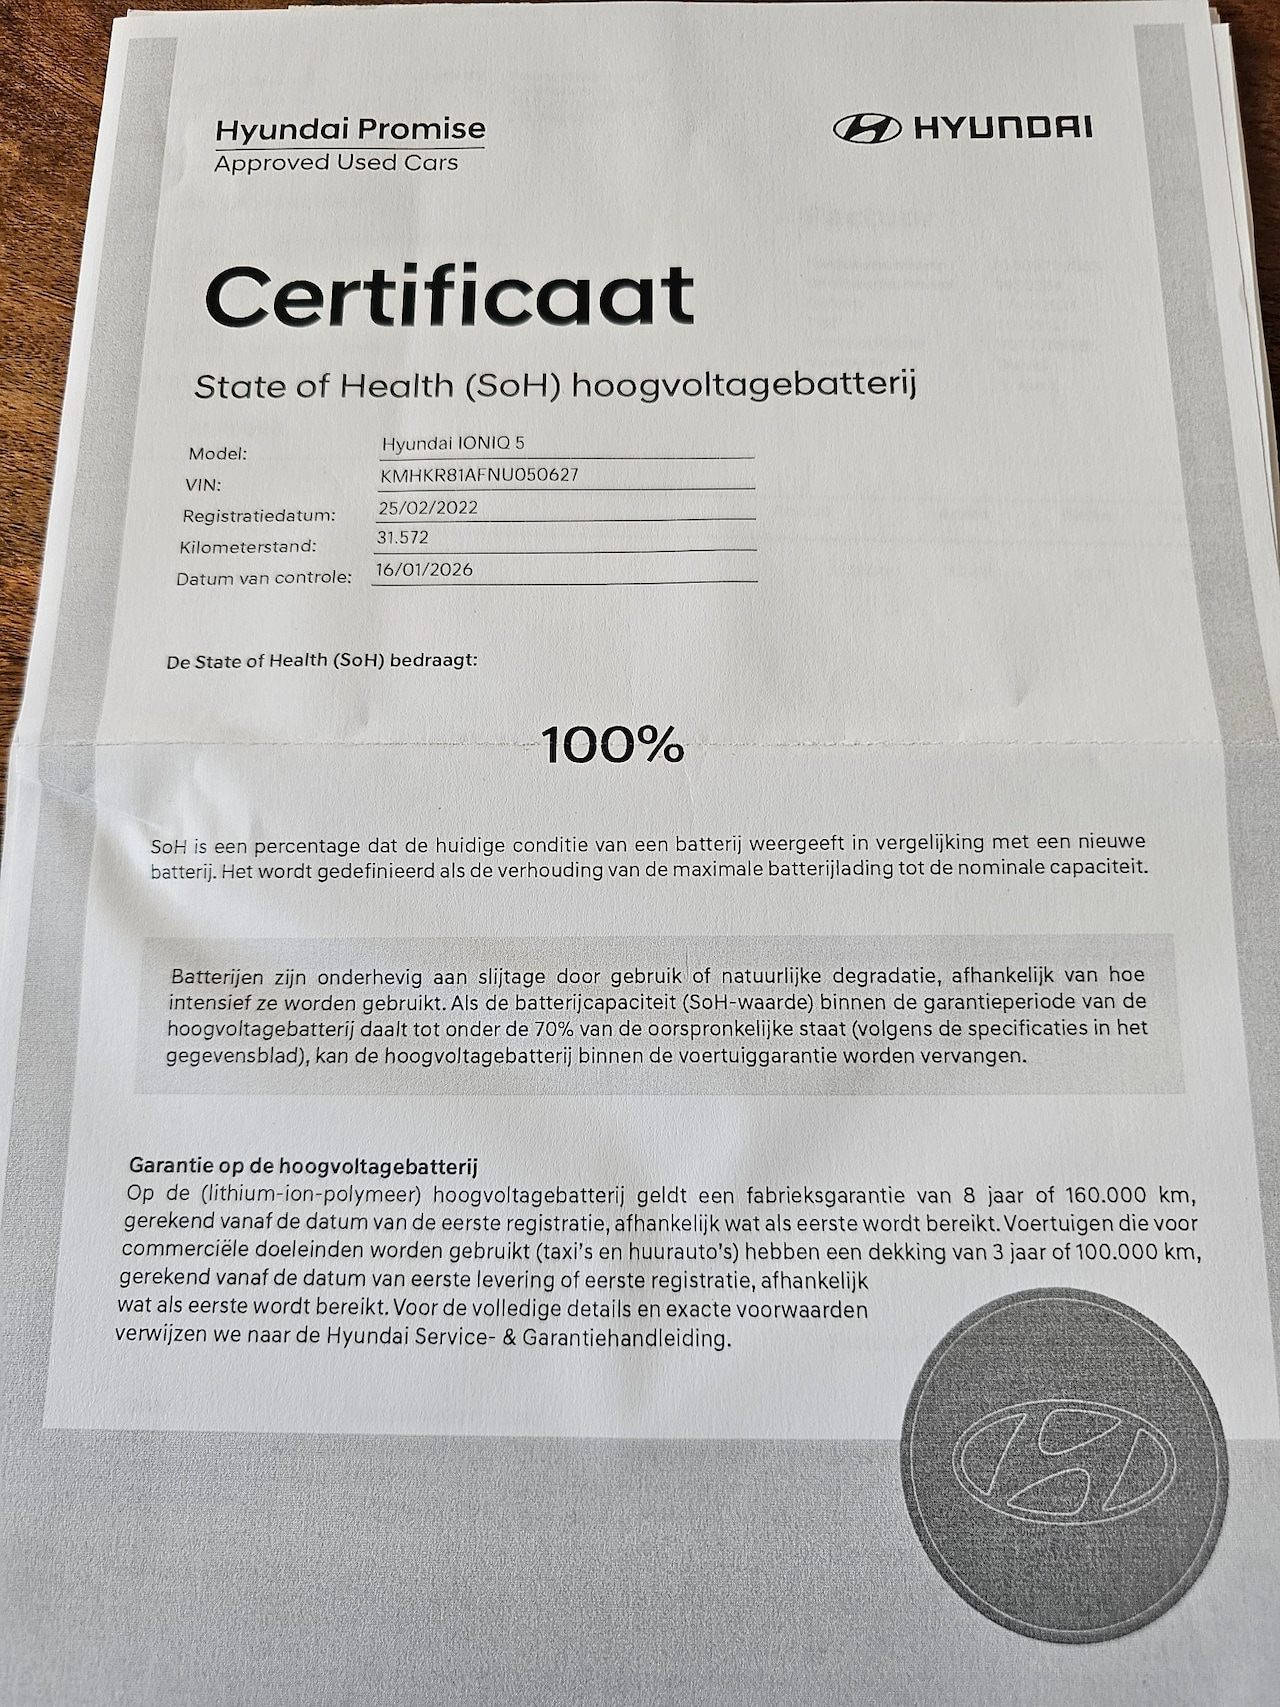 Hyundai Promise
Approved Used Cars
HYUNDAI
Certificaat
State of Health (SoH) hoogvoltagebatterij
Model: Hyundai IONIQ 5
VIN: KMHKR81AFNU050627
Registratiedatum: 25/02/2022
Kilometerstand: 31.572
Datum van controle: 16/01/2026
De State of Health (SoH) bedraagt:
100%
SoH is een percentage dat de huidige conditie van een batterij weergeeft in vergelijking met een nieuwe
batterij. Het wordt gedefinieerd als de verhouding van de maximale batterijlading tot de nominale capaciteit.
Batterijen zijn onderhevig aan slijtage door gebruik of natuurlijke degradatie, afhankelijk van hoe
intensief ze worden gebruikt. Als de batterijcapaciteit (SoH-waarde) binnen de garantieperiode van de
hoogvoltagebatterij daalt tot onder de 70% van de oorspronkelijke staat (volgens de specificaties in het
gegevensblad), kan de hoogvoltagebatterij binnen de voertuiggarantie worden vervangen.
Garantie op de hoogvoltagebatterij
Op de (lithium-ion-polymeer) hoogvoltagebatterij geldt een fabrieksgarantie van 8 jaar of 160.000 km,
gerekend vanaf de datum van de eerste registratie, afhankelijk wat als eerste wordt bereikt. Voertuigen die voor
commerciële doeleinden worden gebruikt (taxi's en huurauto's) hebben een dekking van 3 jaar of 100.000 km,
gerekend vanaf de datum van eerste levering of eerste registratie, afhankelijk
wat als eerste wordt bereikt. Voor de volledige details en exacte voorwaarden
verwijzen we naar de Hyundai Service- & Garantiehandleiding.